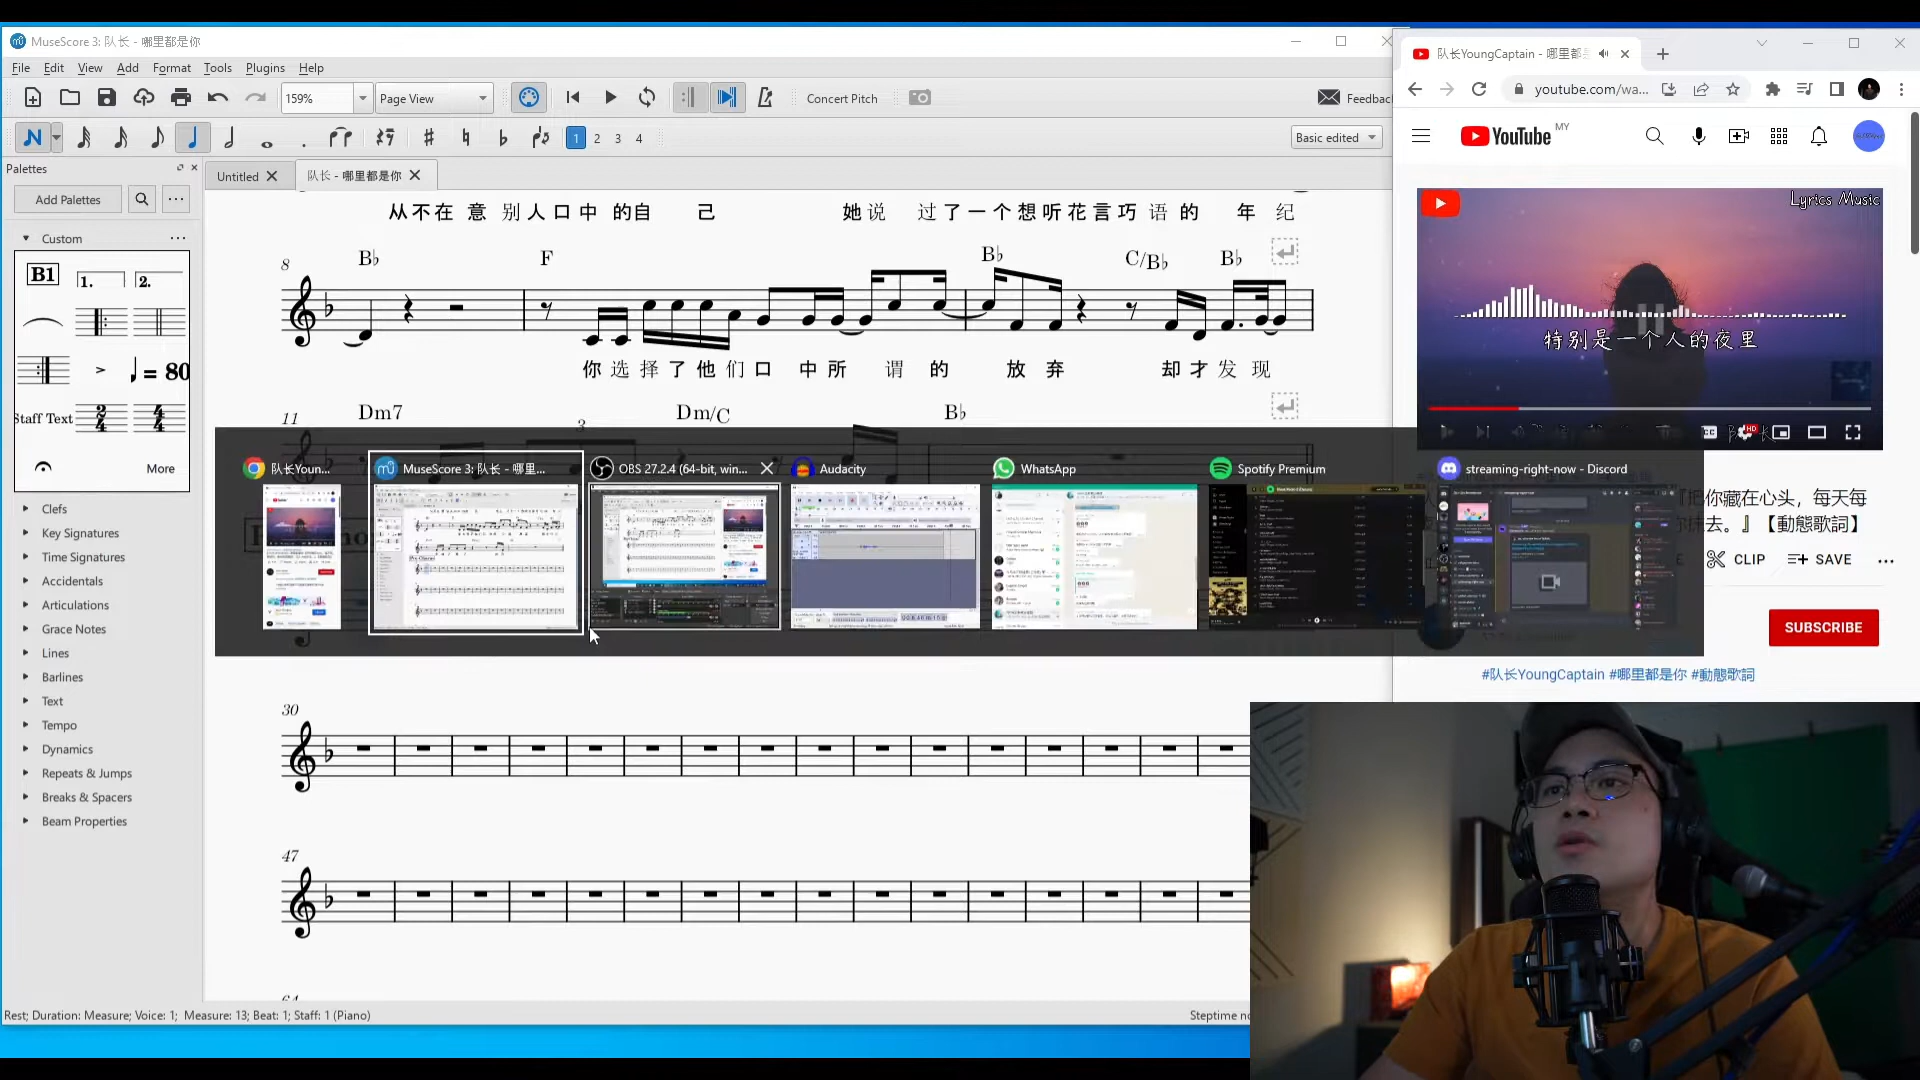 MuseScore 3: 队长 - 哪里都是你
File Edit View Add Format Tools Plugins Help
159% Page View Concert Pitch Feedbac
1 2 3 4 Basic edited
Palettes
Add Palettes
Custom
B1 1. 2.
= 80
Staff Text 2 4 4 4
More
Clefs
Key Signatures
Time Signatures
Accidentals
Articulations
Grace Notes
Lines
Barlines
Text
Tempo
Dynamics
Repeats & Jumps
Breaks & Spacers
Beam Properties
Untitled 队长 - 哪里都是你
从不在意别人口中的自己 她说过了一个想听花言巧语的年纪
8 B♭ F B♭ C/B♭ B♭
你选择了他们口中所谓的放弃 却才发现
11 Dm7 3 Dm/C B♭
队长Youn... MuseScore 3: 队长 - 哪里... OBS 27.2.4 (64-bit, win... Audacity WhatsApp Spotify Premium streaming-right-now - Discord
30
47
64
Rest; Duration: Measure; Voice: 1; Measure: 13; Beat: 1; Staff: 1 (Piano)
Steptime no
队长YoungCaptain - 哪里都是
youtube.com/wa...
YouTube MY
Lyrics Music
特别是一个人的夜里
你藏在心头，每天每
去。』【動態歌詞】
CLIP SAVE
SUBSCRIBE
#队长YoungCaptain #哪里都是你 #動態歌詞